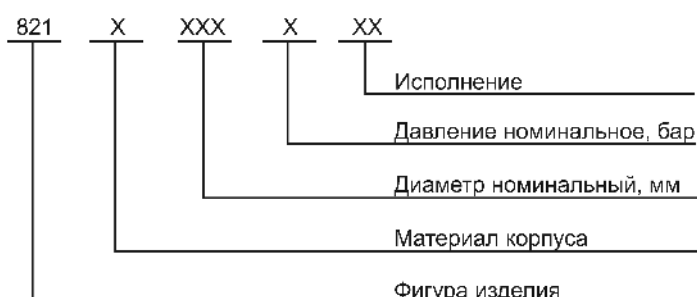 821 X XXX X XX
Исполнение
Давление номинальное, бар
Диаметр номинальный, мм
Материал корпуса
Фигура изделия